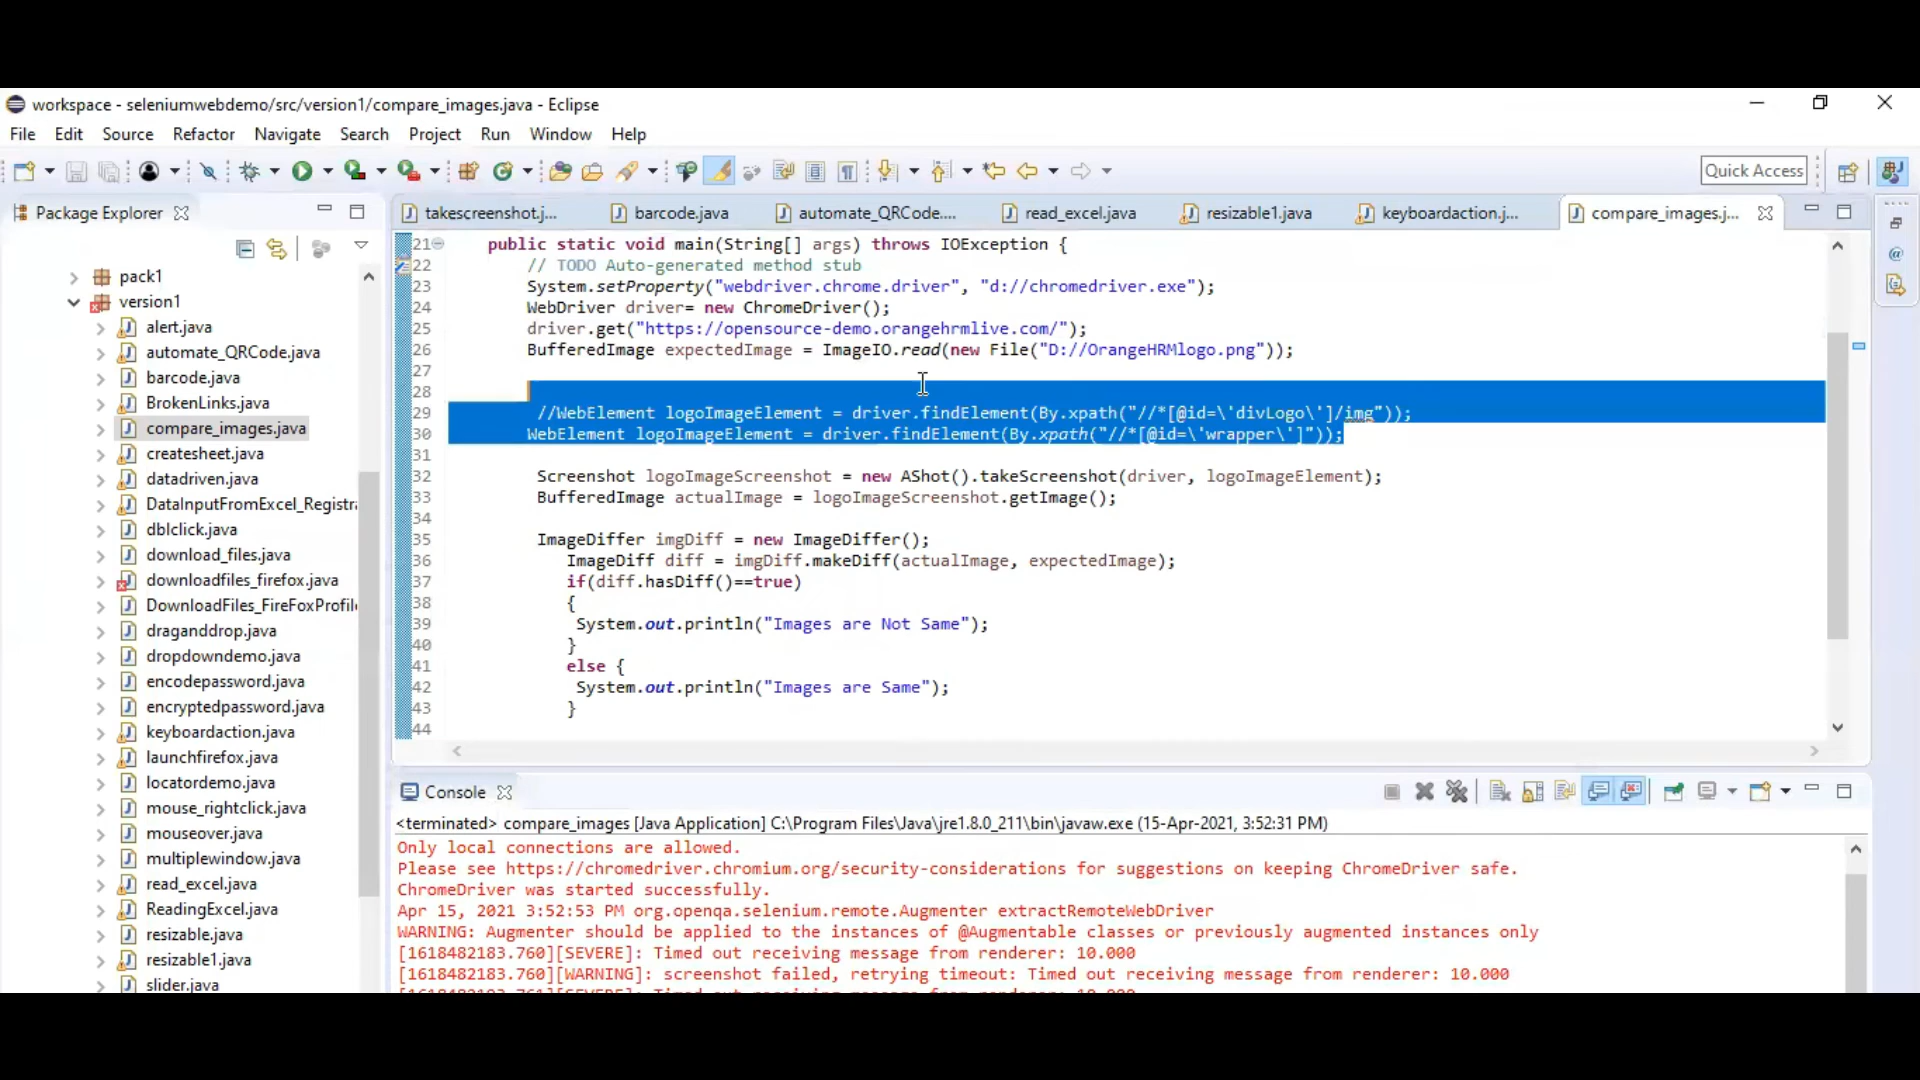 workspace - seleniumwebdemo/src/version1/compare_images.java - Eclipse
File Edit Source Refactor Navigate Search Project Run Window Help
Quick Access
Package Explorer
takescreenshot.j... barcode.java automate_QRCode.... read_excel.java resizable1.java keyboardaction.j... compare_images.j...
pack1
version1
alert.java
automate_QRCode.java
barcode.java
BrokenLinks.java
compare_images.java
createsheet.java
datadriven.java
DataInputFromExcel_Registra
dblclick.java
download_files.java
downloadfiles_firefox.java
DownloadFiles_FireFoxProfile
draganddrop.java
dropdowndemo.java
encodepassword.java
encryptedpassword.java
keyboardaction.java
launchfirefox.java
locatordemo.java
mouse_rightclick.java
mouseover.java
multiplewindow.java
read_excel.java
ReadingExcel.java
resizable.java
resizable1.java
slider.java
21 public static void main(String[] args) throws IOException {
22 // TODO Auto-generated method stub
23 System.setProperty("webdriver.chrome.driver", "d://chromedriver.exe");
24 WebDriver driver= new ChromeDriver();
25 driver.get("https://opensource-demo.orangehrmlive.com/");
26 BufferedImage expectedImage = ImageIO.read(new File("D://OrangeHRMlogo.png"));
27
28
29 //WebElement logoImageElement = driver.findElement(By.xpath("//*[@id=\'divLogo\']/img"));
30 WebElement logoImageElement = driver.findElement(By.xpath("//*[@id=\'wrapper\']"));
31
32 Screenshot logoImageScreenshot = new AShot().takeScreenshot(driver, logoImageElement);
33 BufferedImage actualImage = logoImageScreenshot.getImage();
34
35 ImageDiffer imgDiff = new ImageDiffer();
36 ImageDiff diff = imgDiff.makeDiff(actualImage, expectedImage);
37 if(diff.hasDiff()==true)
38 {
39 System.out.println("Images are Not Same");
40 }
41 else {
42 System.out.println("Images are Same");
43 }
44
Console
<terminated> compare_images [Java Application] C:\Program Files\Java\jre1.8.0_211\bin\javaw.exe (15-Apr-2021, 3:52:31 PM)
Only local connections are allowed.
Please see https://chromedriver.chromium.org/security-considerations for suggestions on keeping ChromeDriver safe.
ChromeDriver was started successfully.
Apr 15, 2021 3:52:53 PM org.openqa.selenium.remote.Augmenter extractRemoteWebDriver
WARNING: Augmenter should be applied to the instances of @Augmentable classes or previously augmented instances only
[1618482183.760][SEVERE]: Timed out receiving message from renderer: 10.000
[1618482183.760][WARNING]: screenshot failed, retrying timeout: Timed out receiving message from renderer: 10.000